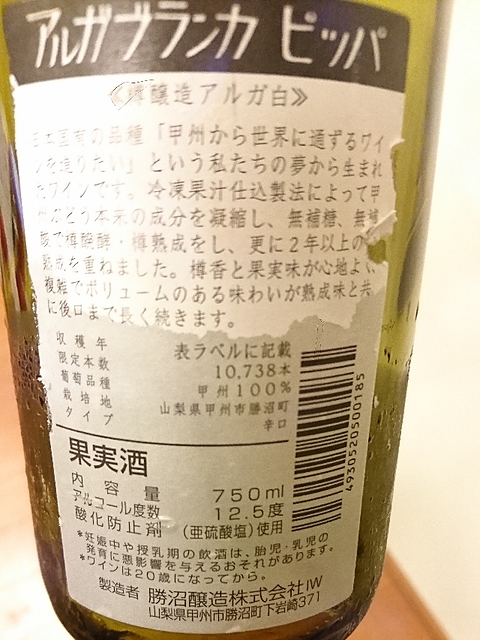 アルガブランカ ピッパ
醸造アルガ白》
固有の品種「甲州から世界に通ずるワイ
ンを造りたい」という私たちの夢から生まれ
たワインです。冷凍果汁仕込製法によって甲
州ぶどう本来の成分を凝縮し、無補糖、無補
酸で樽醗酵・樽熟成をし、更に2年以上の
熟成を重ねました。樽香と果実味が心地よく、
複雑でボリュームのある味わいが熟成味と共
に後口まで長く続きます。
収穫年 表ラベルに記載
限定本数 10,738本
葡萄品種 甲州100%
栽培地 山梨県甲州市勝沼町
タイプ 辛口
果実酒
内容量 750ml
アルコール度数 12.5度
酸化防止剤 (亜硫酸塩)使用
*妊娠中や授乳期の飲酒は、胎児・乳児の
発育に悪影響を与えるおそれがあります。
*ワインは20歳になってから。
製造者 勝沼醸造株式会社IW
山梨県甲州市勝沼町下岩崎371
4930520500185